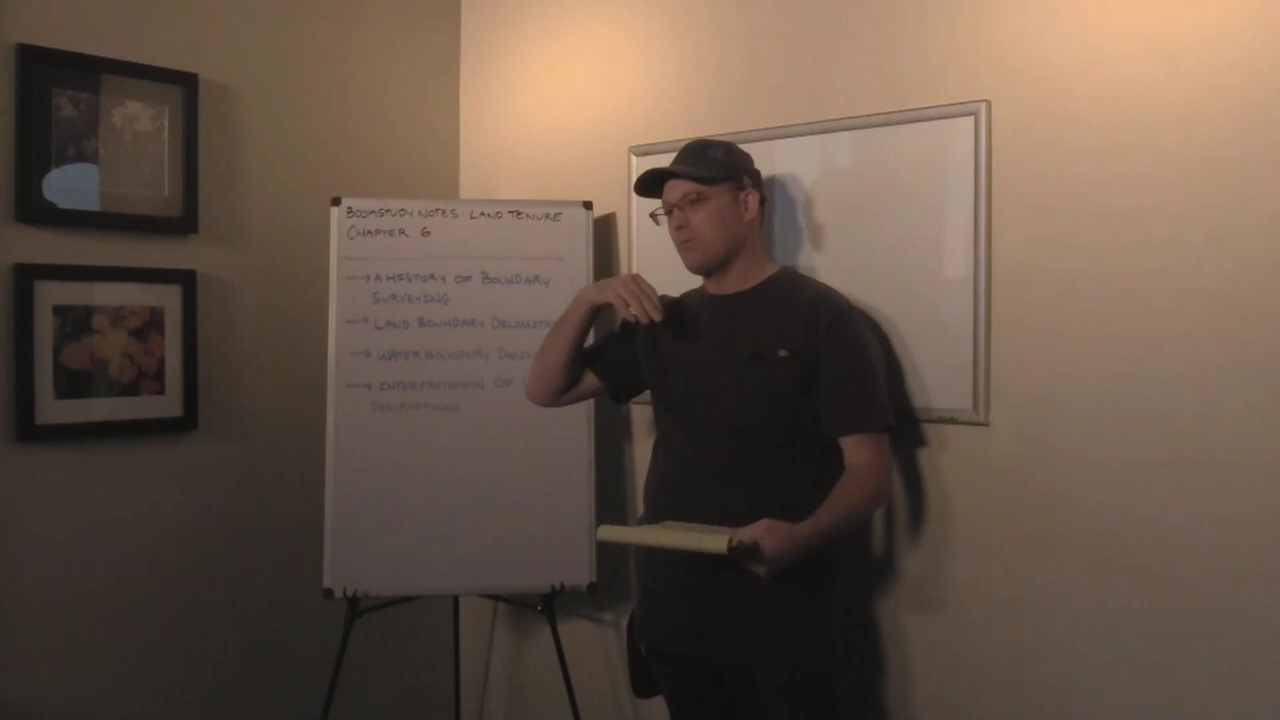 BOOKSTUDY NOTES: LAND TENURE
CHAPTER 6
→ A HISTORY OF BOUNDARY
SURVEYING
→ LAND BOUNDARY
→ WATER BOUNDARY
→ INTERPRETATION OF
DESCRIPTIONS